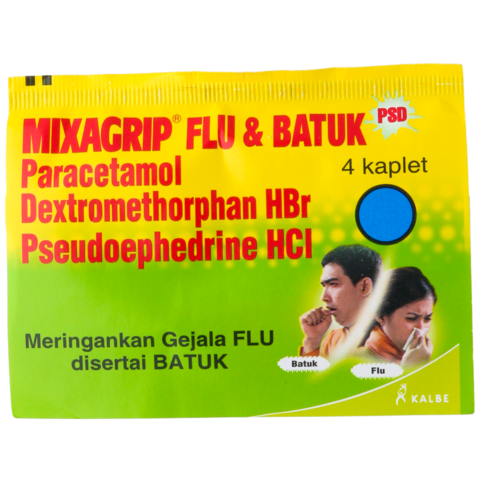 MIXAGRIP® FLU & BATUK PSD
Paracetamol
4 kaplet
Dextromethorphan HBr
Pseudoephedrine HCl
Meringankan Gejala FLU
disertai BATUK
Batuk
Flu
KALBE